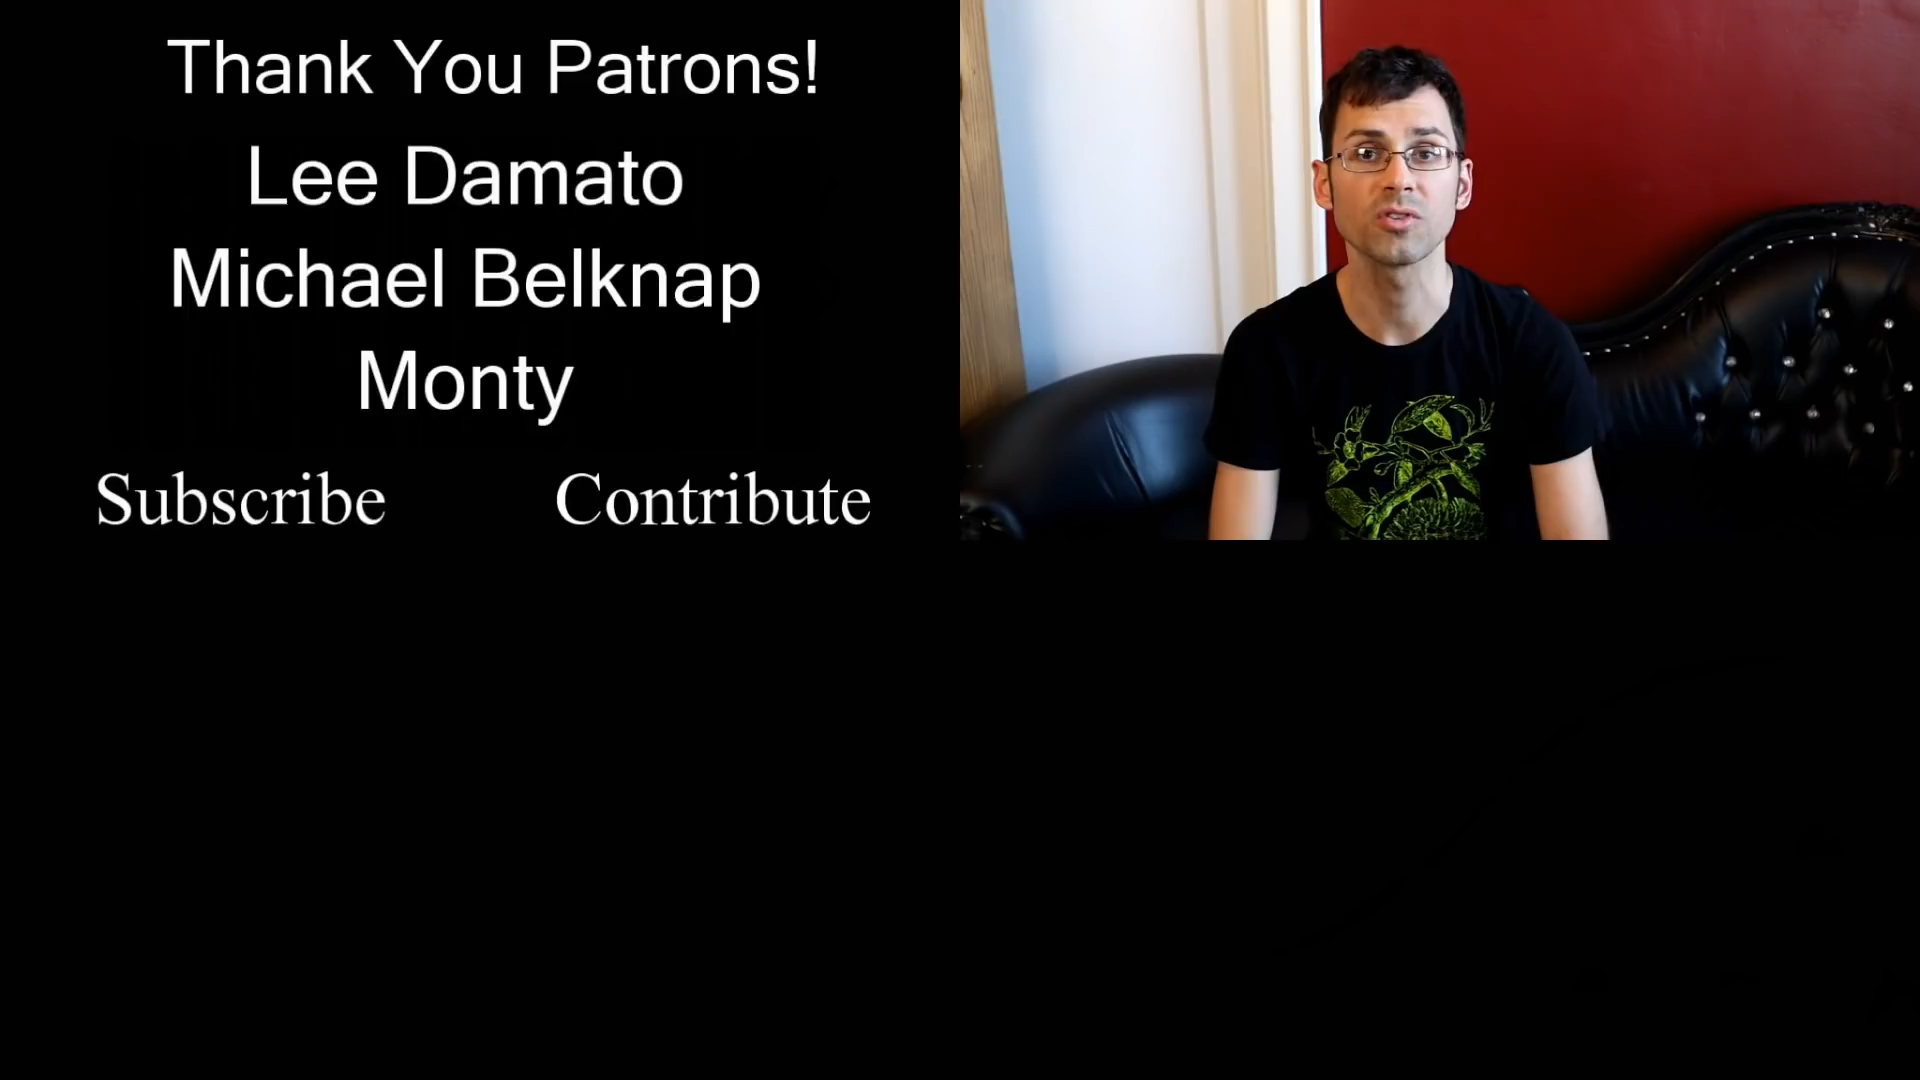 Thank You Patrons!
Lee Damato
Michael Belknap
Monty
Subscribe Contribute